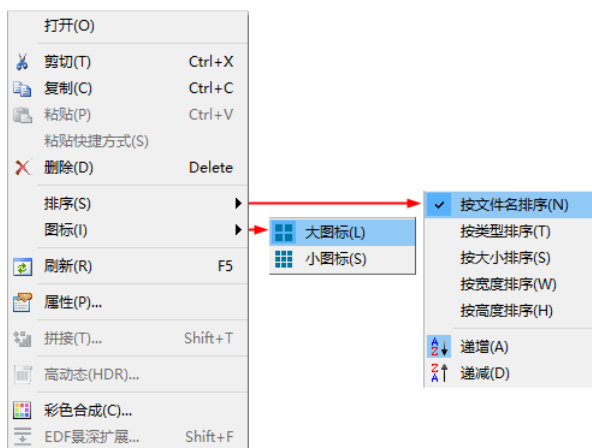 打开(O)
剪切(T) Ctrl+X
复制(C) Ctrl+C
粘贴(P) Ctrl+V
粘贴快捷方式(S)
删除(D) Delete
排序(S)
图标(I)
刷新(R) F5
属性(P)...
拼接(T)... Shift+T
高动态(HDR)...
彩色合成(C)...
EDF景深扩展... Shift+F
大图标(L)
小图标(S)
按文件名排序(N)
按类型排序(T)
按大小排序(S)
按宽度排序(W)
按高度排序(H)
递增(A)
递减(D)